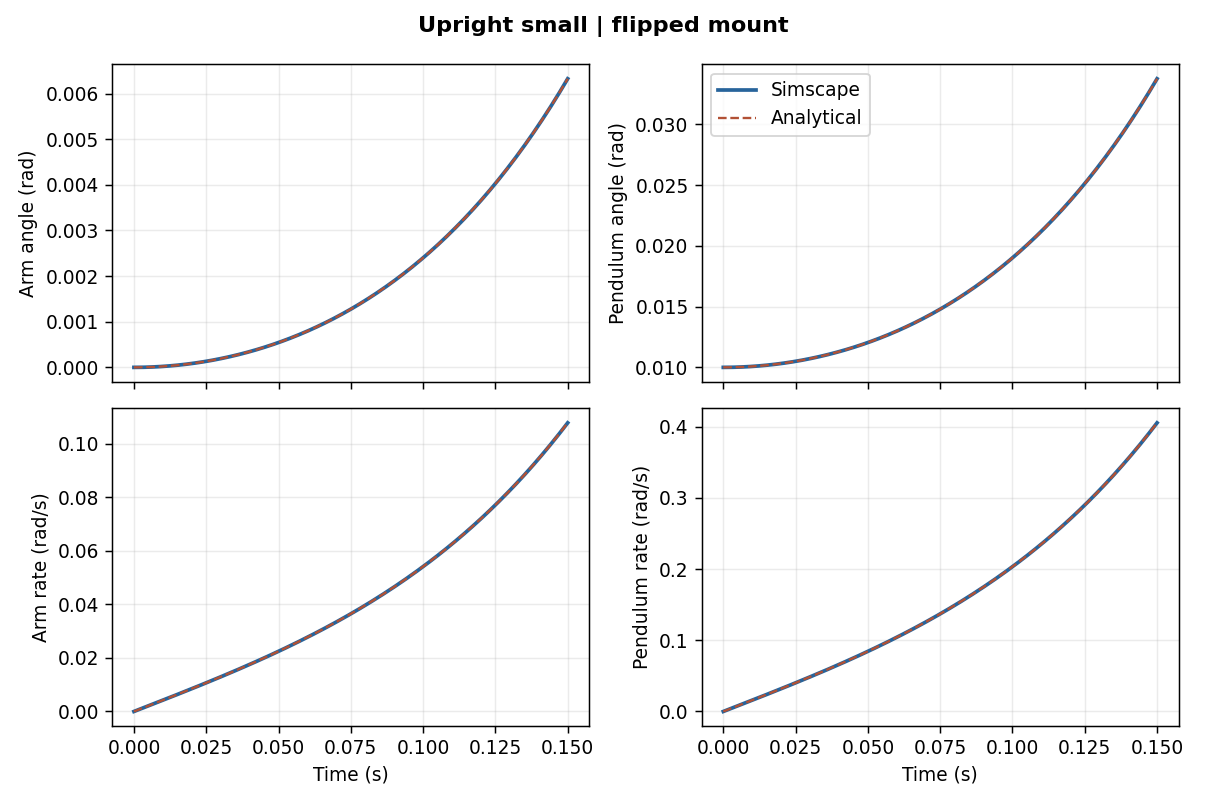 Upright small | flipped mount
Arm angle (rad)
0.006
0.005
0.004
0.003
0.002
0.001
0.000
Pendulum angle (rad)
0.030
0.025
0.020
0.015
0.010
Simscape
Analytical
Arm rate (rad/s)
0.10
0.08
0.06
0.04
0.02
0.00
0.000 0.025 0.050 0.075 0.100 0.125 0.150
Time (s)
Pendulum rate (rad/s)
0.4
0.3
0.2
0.1
0.0
0.000 0.025 0.050 0.075 0.100 0.125 0.150
Time (s)